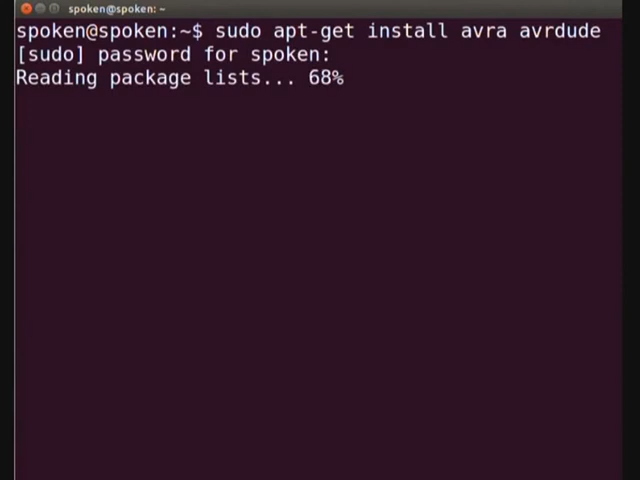 spoken@spoken: ~
spoken@spoken:~$ sudo apt-get install avra avrdude
[sudo] password for spoken:
Reading package lists... 68%